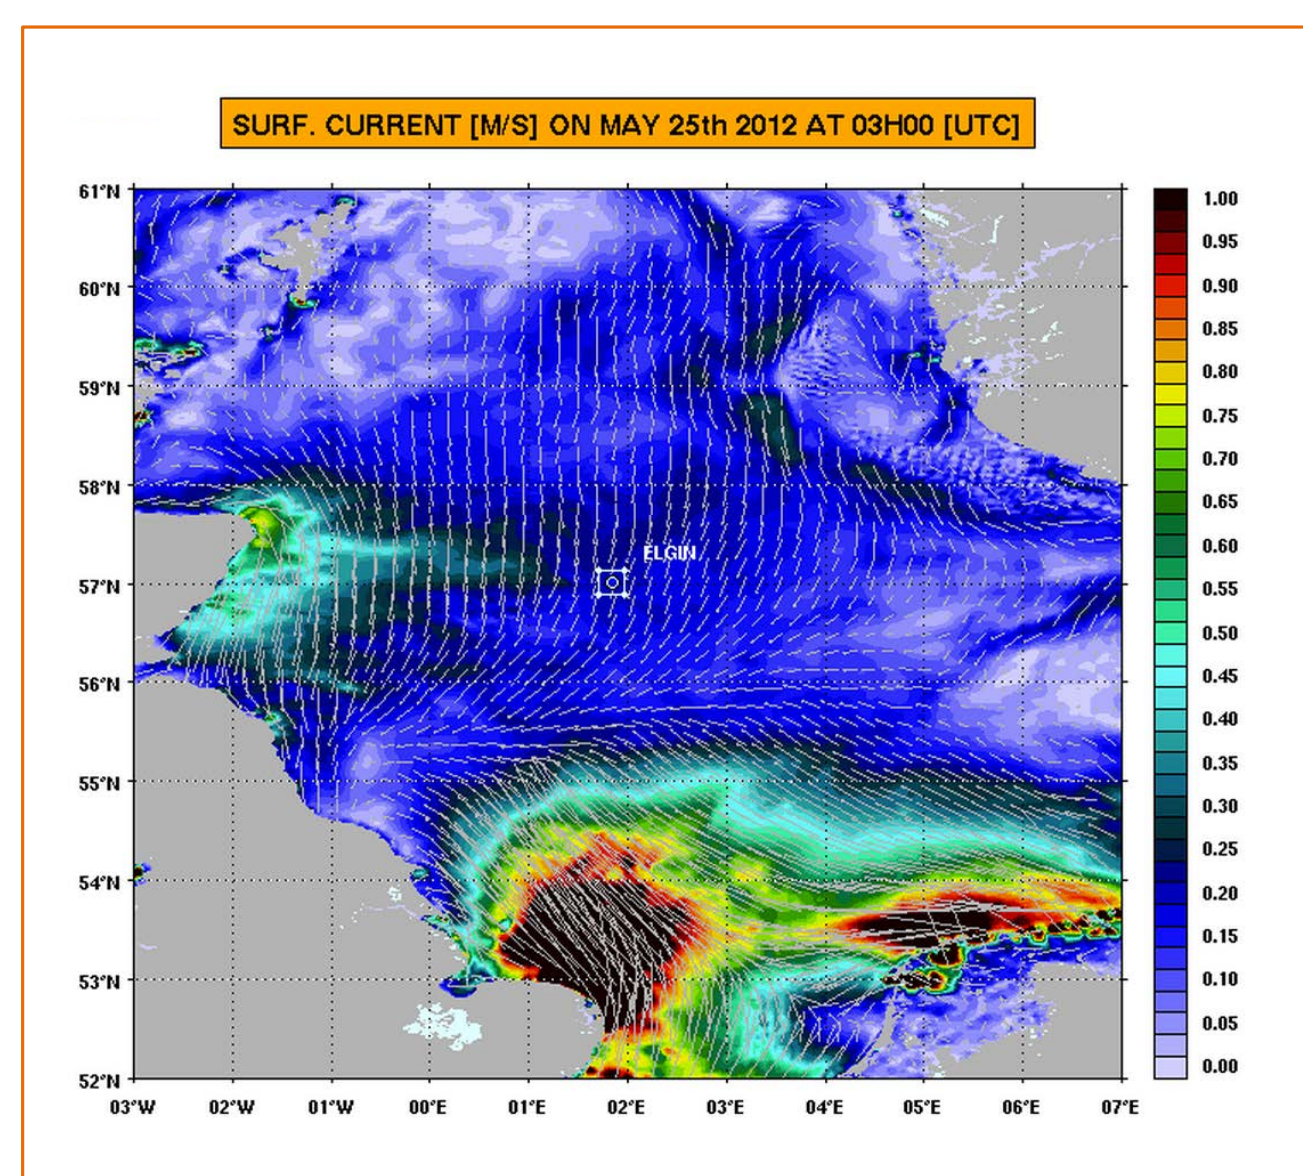 SURF. CURRENT [M/S] ON MAY 25th 2012 AT 03H00 [UTC]
61°N
60°N
59°N
58°N
57°N
56°N
55°N
54°N
53°N
52°N
ELGIN
03°W 02°W 01°W 00°E 01°E 02°E 03°E 04°E 05°E 06°E 07°E
1.00
0.95
0.90
0.85
0.80
0.75
0.70
0.65
0.60
0.55
0.50
0.45
0.40
0.35
0.30
0.25
0.20
0.15
0.10
0.05
0.00